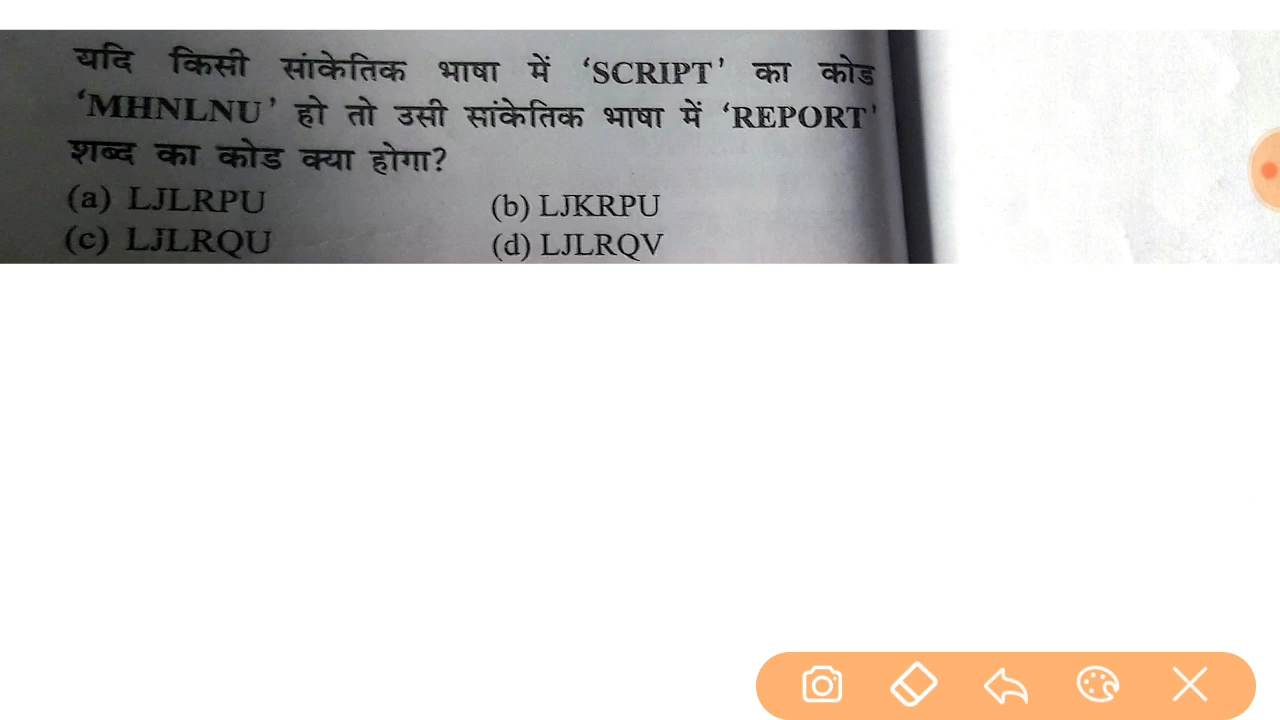 यदि किसी सांकेतिक भाषा में ‘SCRIPT’ का कोड
‘MHNLNU’ हो तो उसी सांकेतिक भाषा में ‘REPORT’
शब्द का कोड क्या होगा?
(a) LJLRPU (b) LJKRPU
(c) LJLRQU (d) LJLRQV